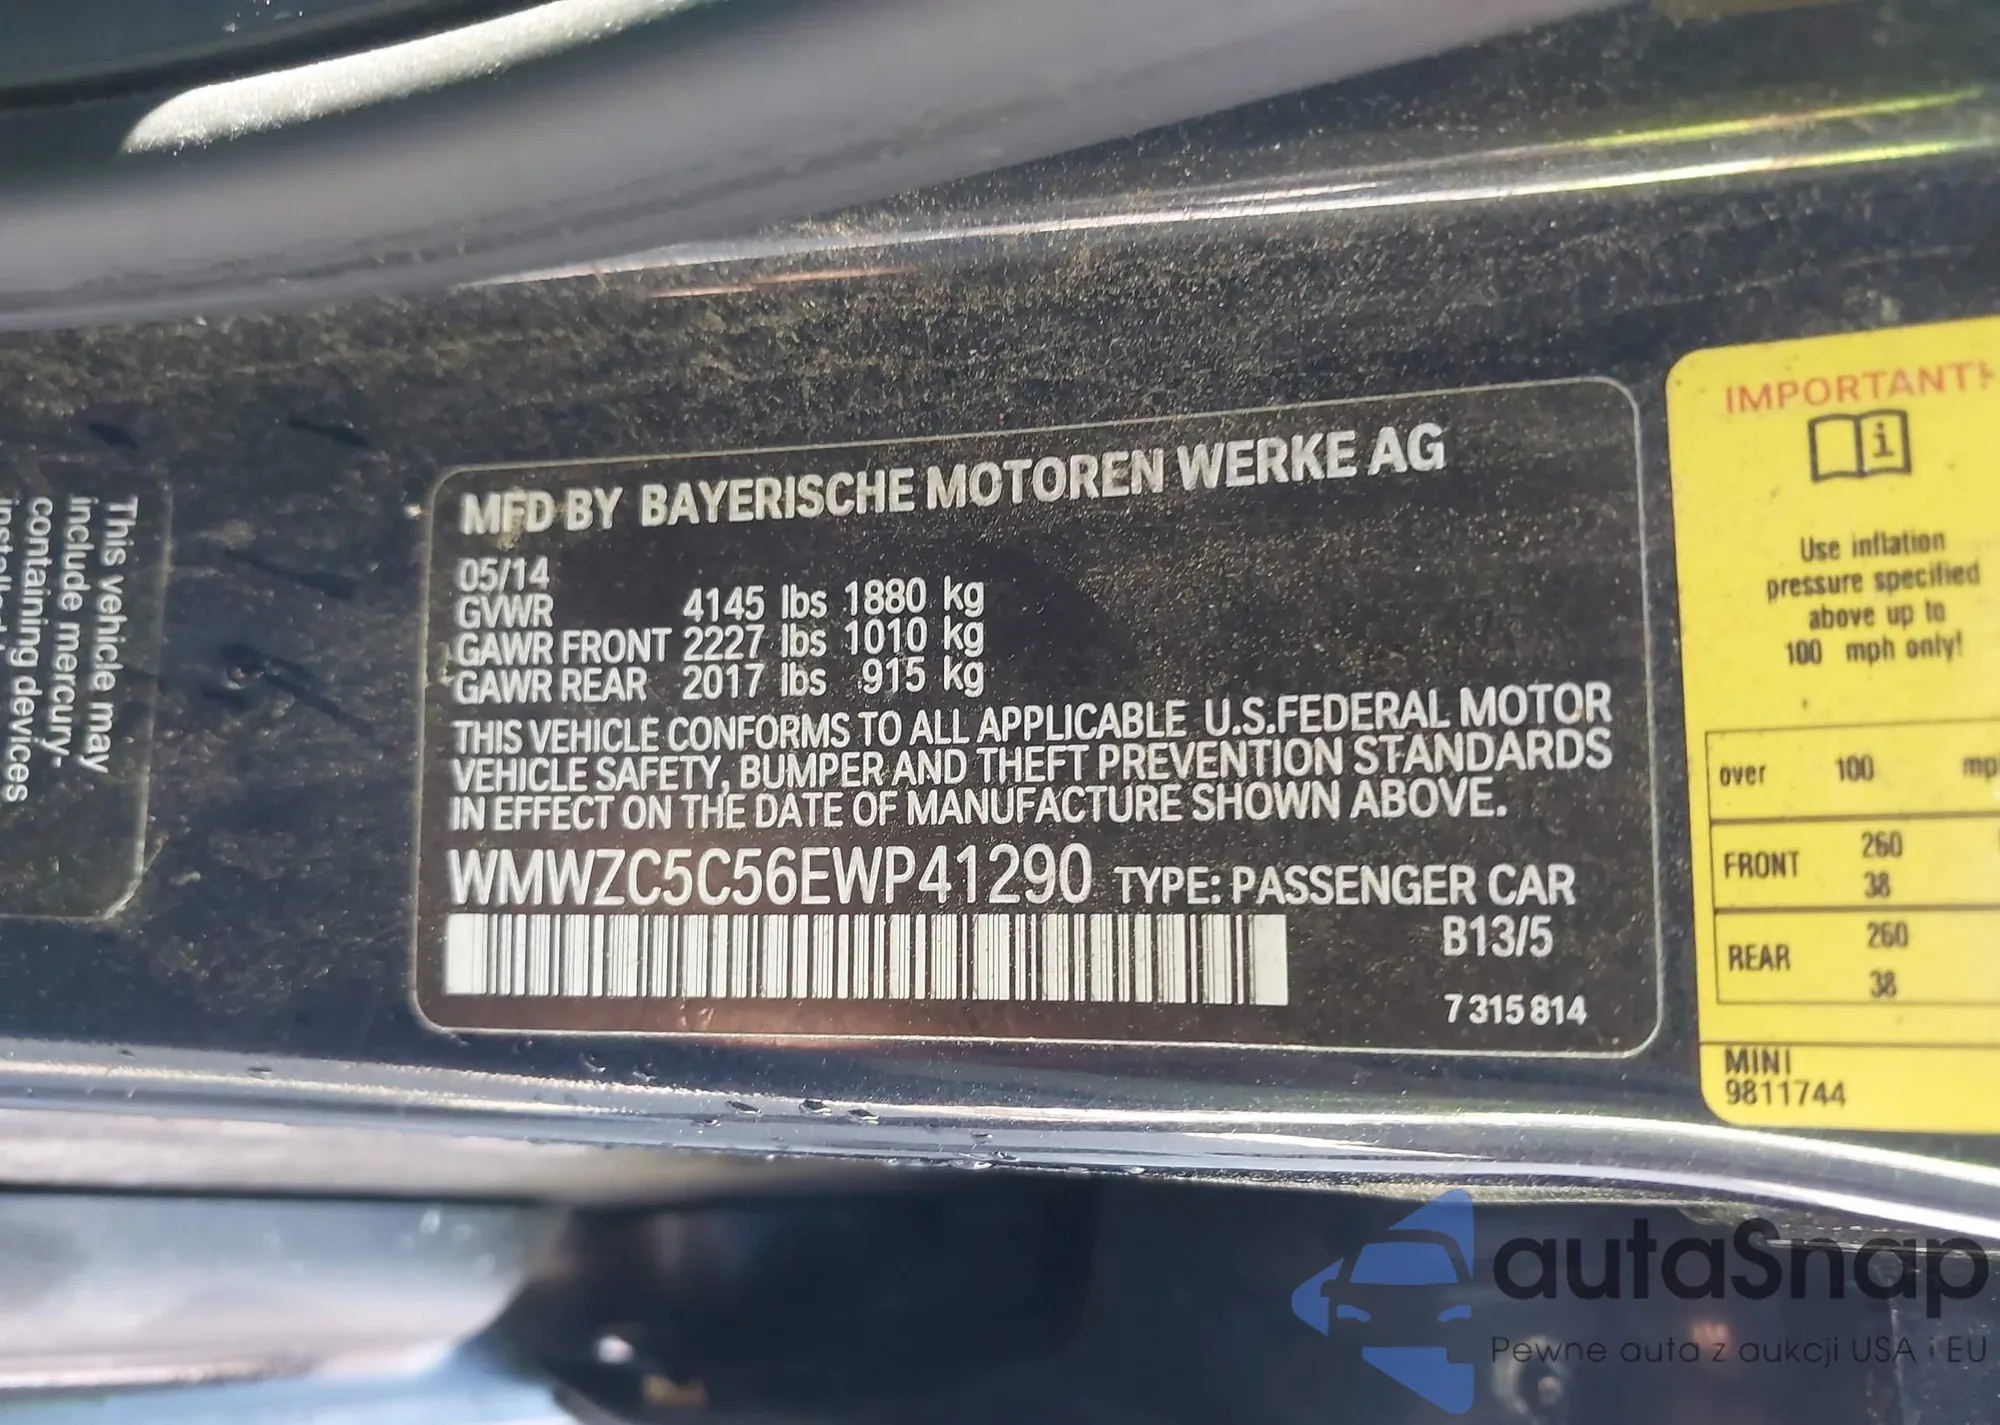 This vehicle may
include mercury-
containing devices
MFD BY BAYERISCHE MOTOREN WERKE AG
05/14
GVWR 4145 lbs 1880 kg
GAWR FRONT 2227 lbs 1010 kg
GAWR REAR 2017 lbs 915 kg
THIS VEHICLE CONFORMS TO ALL APPLICABLE U.S.FEDERAL MOTOR
VEHICLE SAFETY, BUMPER AND THEFT PREVENTION STANDARDS
IN EFFECT ON THE DATE OF MANUFACTURE SHOWN ABOVE.
WMWZC5C56EWP41290 TYPE: PASSENGER CAR
B13/5
7 315 814
IMPORTANT!
i
Use inflation
pressure specified
above up to
100 mph only!
over 100 mp
FRONT 260
38
REAR 260
38
MINI
9811744
autaSnap
Pewne auta z aukcji USA i EU